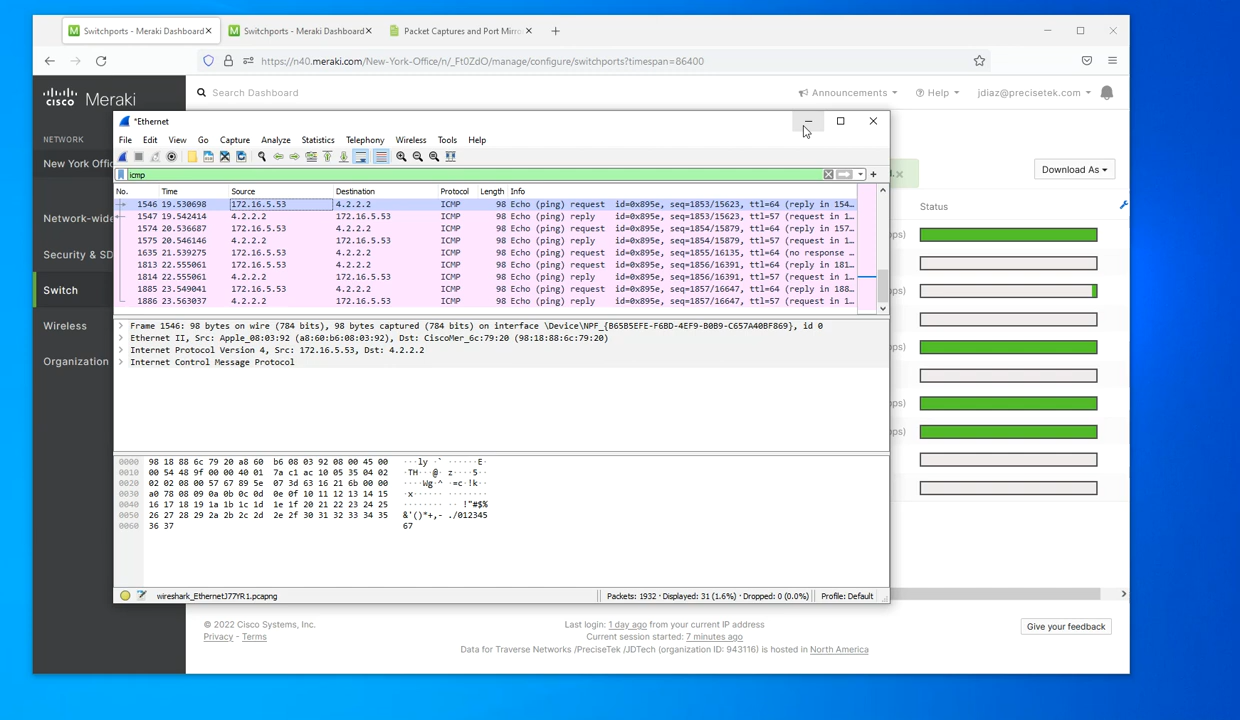 Switchports - Meraki Dashboard
Switchports - Meraki Dashboard
Packet Captures and Port Mirro
https://n40.meraki.com/New-York-Office/n/_Ft0ZdO/manage/configure/switchports?timespan=86400
cisco Meraki
Search Dashboard
Announcements
Help
jdiaz@precisetek.com
NETWORK
New York Offic
Network-wide
Security & SD
Switch
Wireless
Organization
Download As
Status
*Ethernet
File Edit View Go Capture Analyze Statistics Telephony Wireless Tools Help
icmp
No. Time Source Destination Protocol Length Info
1546 19.530698 172.16.5.53 4.2.2.2 ICMP 98 Echo (ping) request id=0x895e, seq=1853/15623, ttl=64 (reply in 154…
1547 19.542414 4.2.2.2 172.16.5.53 ICMP 98 Echo (ping) reply id=0x895e, seq=1853/15623, ttl=57 (request in 1…
1574 20.536687 172.16.5.53 4.2.2.2 ICMP 98 Echo (ping) request id=0x895e, seq=1854/15879, ttl=64 (reply in 157…
1575 20.546146 4.2.2.2 172.16.5.53 ICMP 98 Echo (ping) reply id=0x895e, seq=1854/15879, ttl=57 (request in 1…
1635 21.539275 172.16.5.53 4.2.2.2 ICMP 98 Echo (ping) request id=0x895e, seq=1855/16135, ttl=64 (no response …
1813 22.555061 172.16.5.53 4.2.2.2 ICMP 98 Echo (ping) request id=0x895e, seq=1856/16391, ttl=64 (reply in 181…
1814 22.555061 4.2.2.2 172.16.5.53 ICMP 98 Echo (ping) reply id=0x895e, seq=1856/16391, ttl=57 (request in 1…
1885 23.549041 172.16.5.53 4.2.2.2 ICMP 98 Echo (ping) request id=0x895e, seq=1857/16647, ttl=64 (reply in 188…
1886 23.563037 4.2.2.2 172.16.5.53 ICMP 98 Echo (ping) reply id=0x895e, seq=1857/16647, ttl=57 (request in 1…
Frame 1546: 98 bytes on wire (784 bits), 98 bytes captured (784 bits) on interface \Device\NPF_{B65B5EFE-F6BD-4EF9-B0B9-C657A40BF869}, id 0
Ethernet II, Src: Apple_08:03:92 (a8:60:b6:08:03:92), Dst: CiscoMer_6c:79:20 (98:18:88:6c:79:20)
Internet Protocol Version 4, Src: 172.16.5.53, Dst: 4.2.2.2
Internet Control Message Protocol
0000 98 18 88 6c 79 20 a8 60 b6 08 03 92 08 00 45 00 ···ly ·` ······E·
0010 00 54 48 9f 00 00 40 01 7a c1 ac 10 05 35 04 02 ·TH···@· z····5··
0020 02 02 08 00 57 67 89 5e 07 3d 63 16 21 6b 00 00 ····Wg·^ ·=c·!k··
0030 a0 78 08 09 0a 0b 0c 0d 0e 0f 10 11 12 13 14 15 ·x······ ········
0040 16 17 18 19 1a 1b 1c 1d 1e 1f 20 21 22 23 24 25 ········ ·· !"#$%
0050 26 27 28 29 2a 2b 2c 2d 2e 2f 30 31 32 33 34 35 &'()*+,- ./012345
0060 36 37 67
wireshark_EthernetJ77YR1.pcapng
Packets: 1932 · Displayed: 31 (1.6%) · Dropped: 0 (0.0%)
Profile: Default
© 2022 Cisco Systems, Inc.
Privacy - Terms
Last login: 1 day ago from your current IP address
Current session started: 7 minutes ago
Data for Traverse Networks /PreciseTek /JDTech (organization ID: 943116) is hosted in North America
Give your feedback